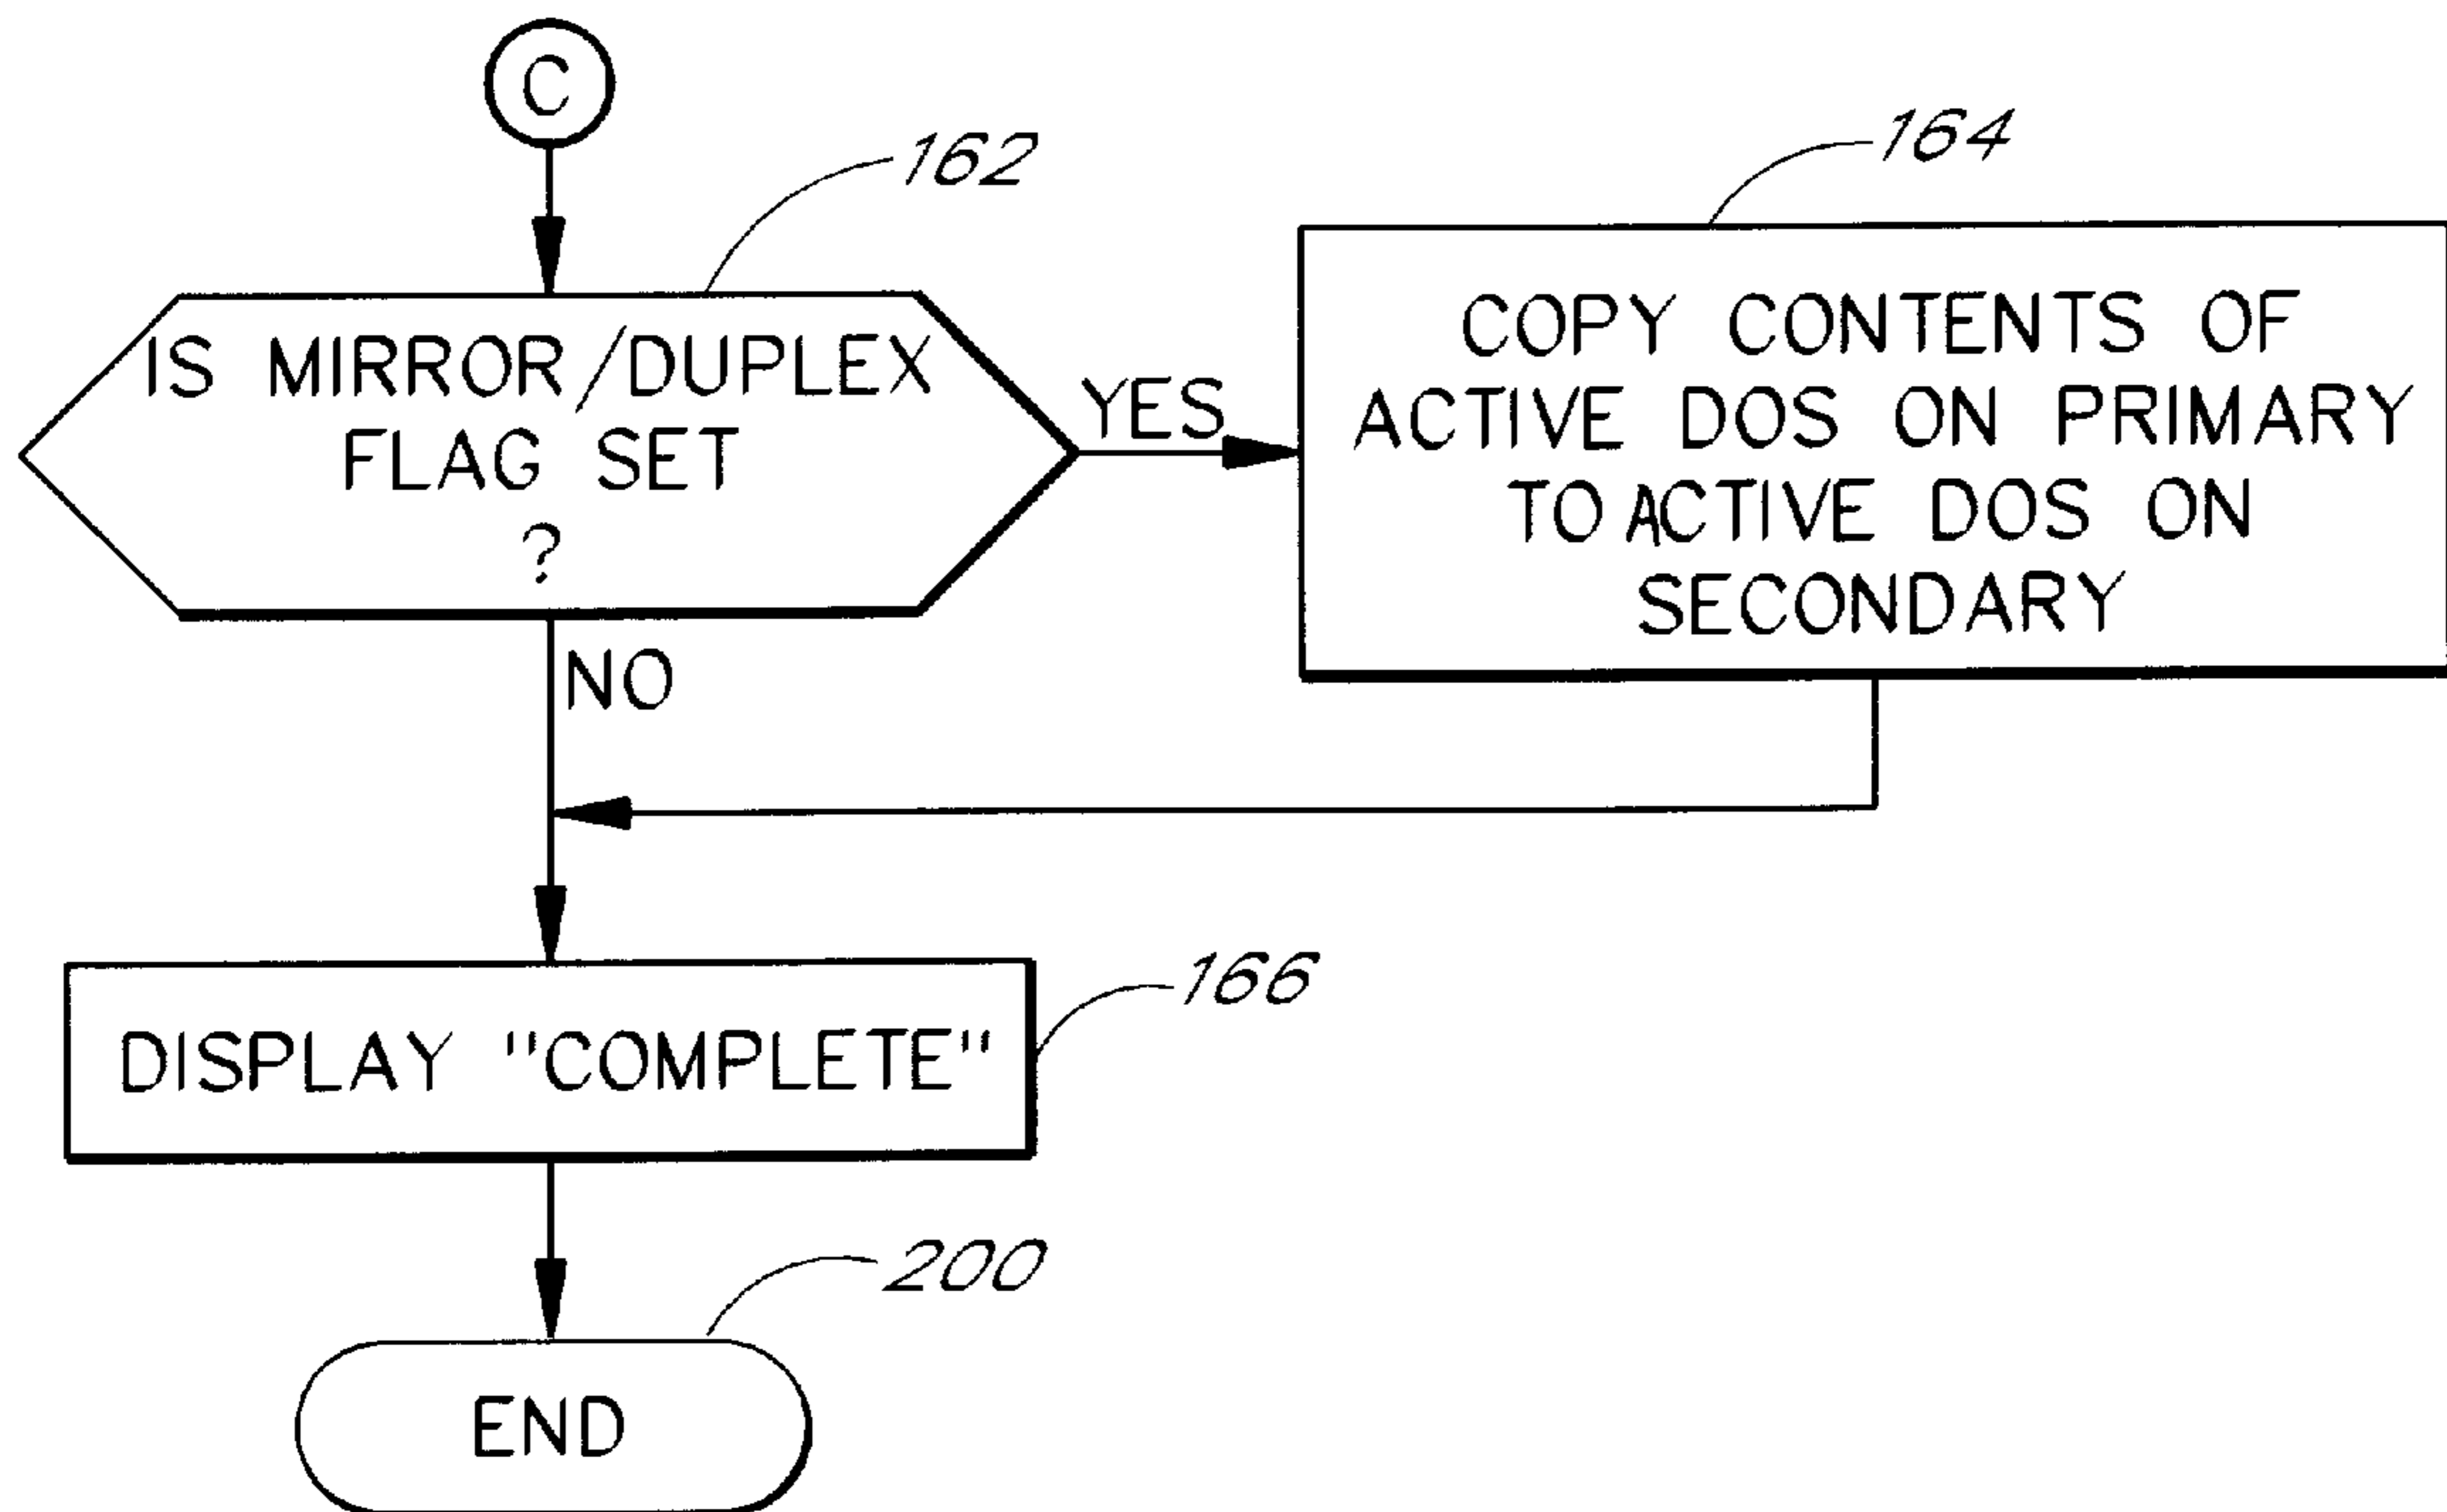 C
162
IS MIRROR/DUPLEX
FLAG SET
?
YES
164
COPY CONTENTS OF
ACTIVE DOS ON PRIMARY
TO ACTIVE DOS ON
SECONDARY
NO
166
DISPLAY "COMPLETE"
200
END